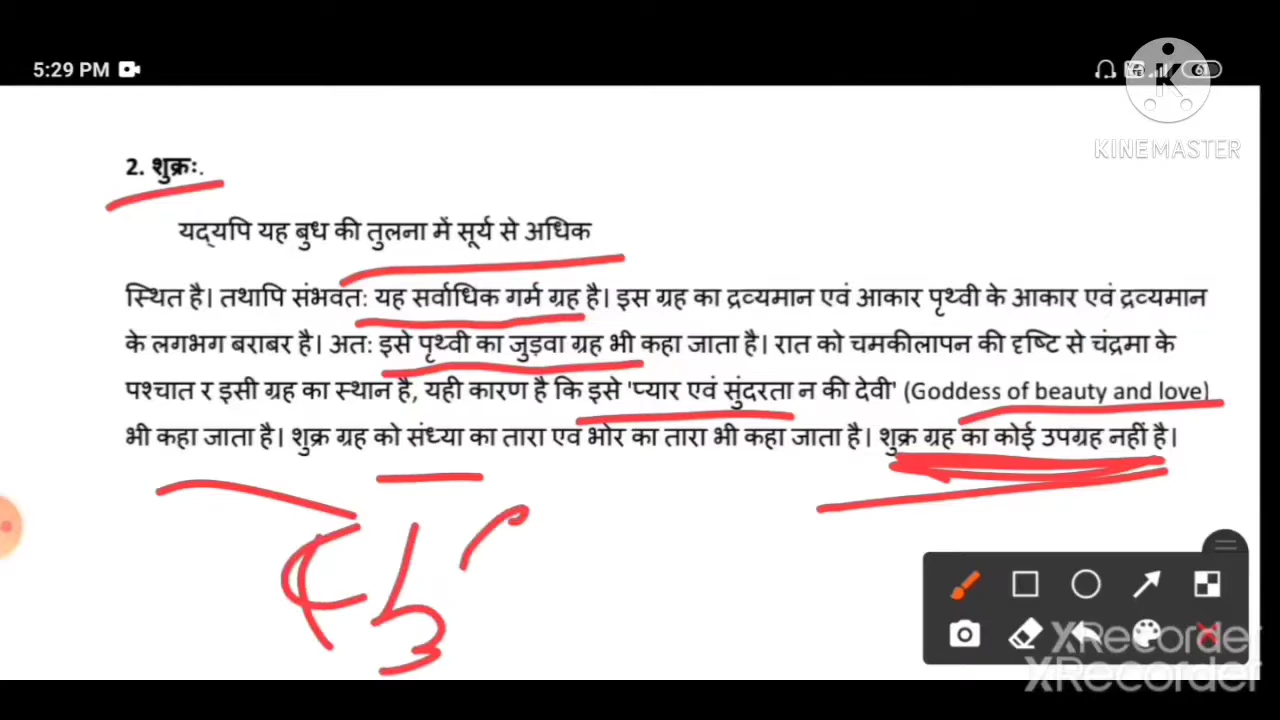 5:29 PM
KINEMASTER
2. शुक्रः.
यद्यपि यह बुध की तुलना में सूर्य से अधिक
स्थित है। तथापि संभवतः यह सर्वाधिक गर्म ग्रह है। इस ग्रह का द्रव्यमान एवं आकार पृथ्वी के आकार एवं द्रव्यमान
के लगभग बराबर है। अतः इसे पृथ्वी का जुड़वा ग्रह भी कहा जाता है। रात को चमकीलापन की दृष्टि से चंद्रमा के
पश्चात र इसी ग्रह का स्थान है, यही कारण है कि इसे 'प्यार एवं सुंदरता न की देवी' (Goddess of beauty and love)
भी कहा जाता है। शुक्र ग्रह को संध्या का तारा एव भोर का तारा भी कहा जाता है। शुक्र ग्रह का कोई उपग्रह नहीं है।
XRecorder
XRecorder